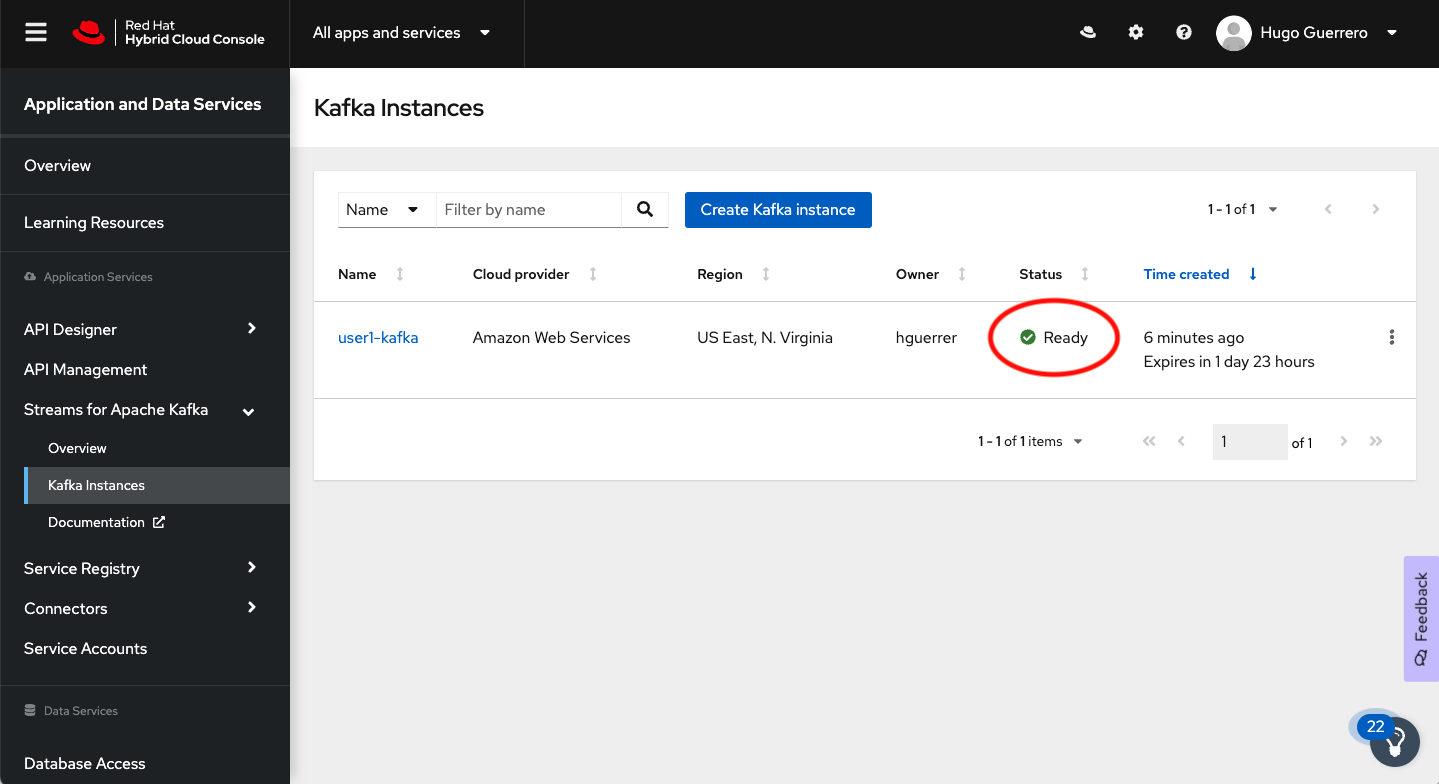 Red Hat
Hybrid Cloud Console
All apps and services
Hugo Guerrero
Application and Data Services
Overview
Learning Resources
Application Services
API Designer
API Management
Streams for Apache Kafka
Overview
Kafka Instances
Documentation
Service Registry
Connectors
Service Accounts
Data Services
Database Access
Kafka Instances
Name
Filter by name
Create Kafka instance
1 - 1 of 1
Name Cloud provider Region Owner Status Time created
user1-kafka Amazon Web Services US East, N. Virginia hguerrer Ready 6 minutes ago
Expires in 1 day 23 hours
1 - 1 of 1 items
1 of 1
Feedback
22